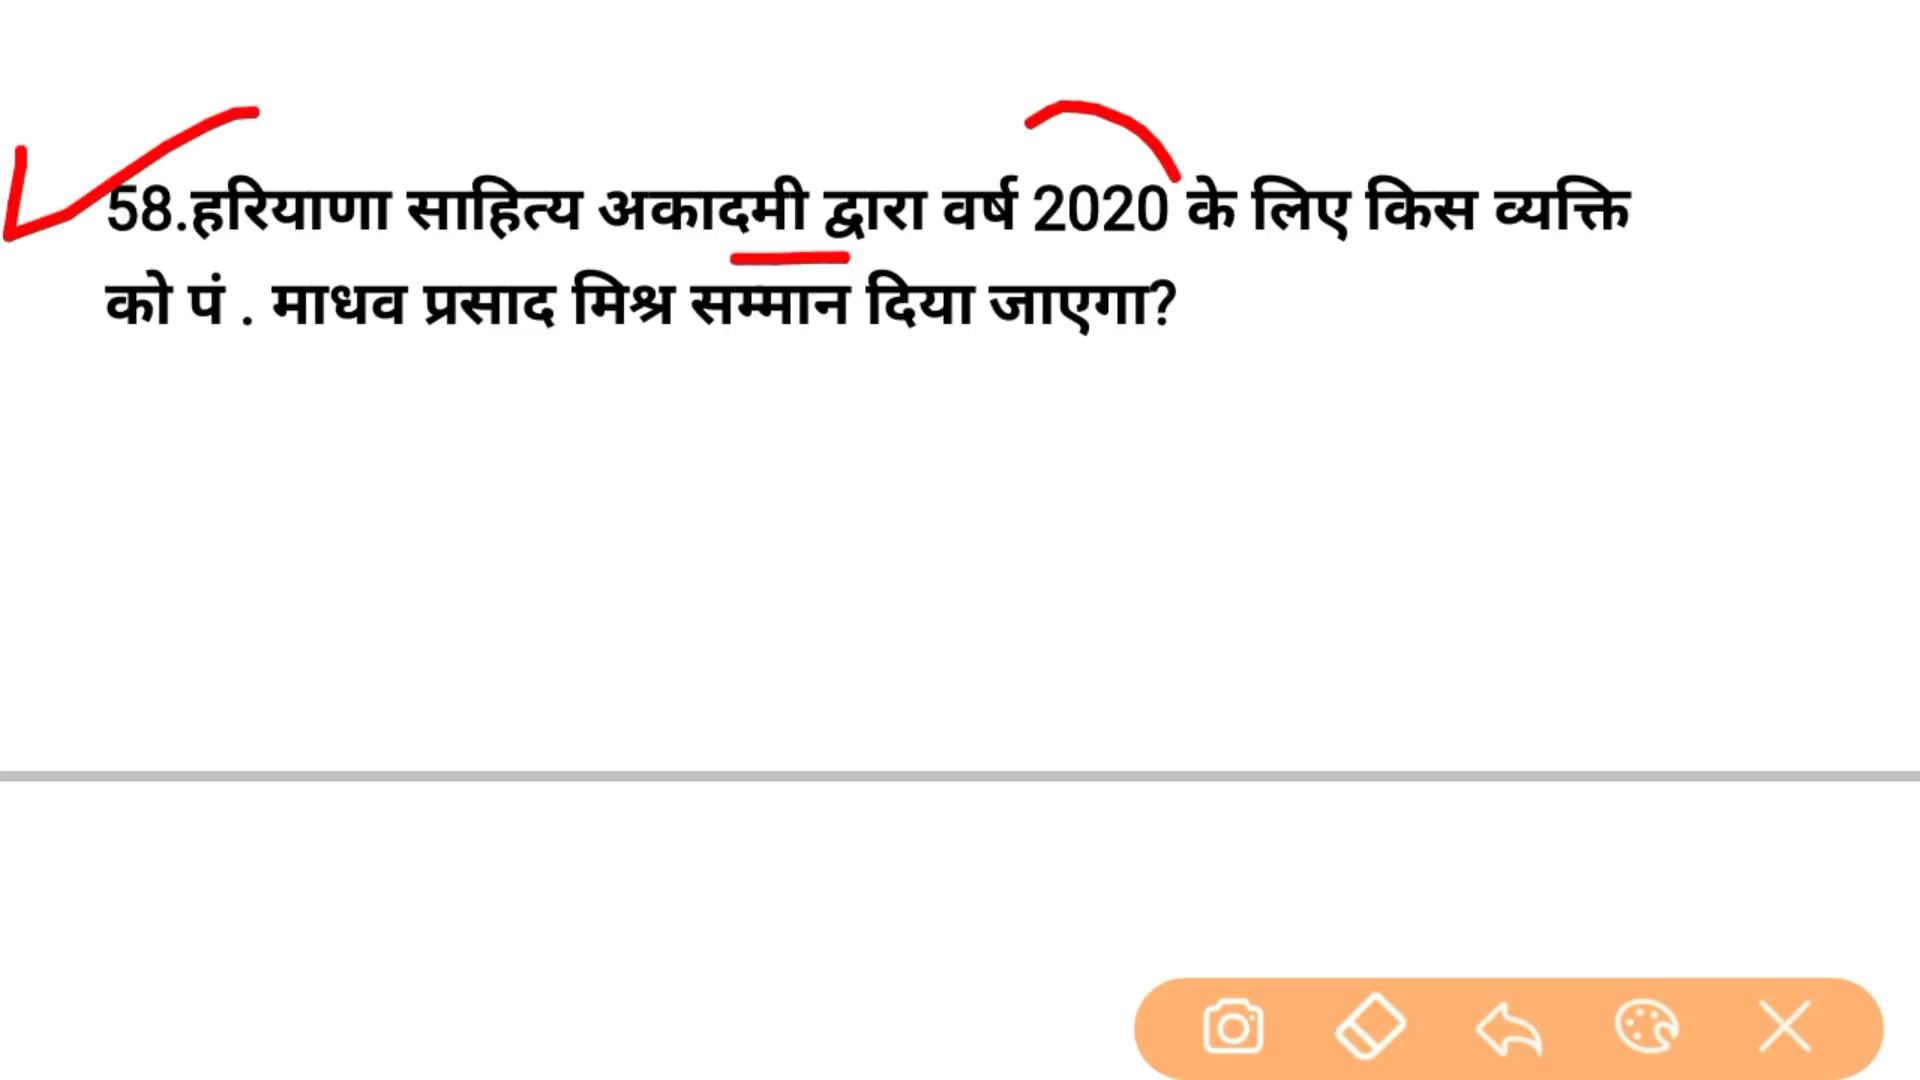 58.हरियाणा साहित्य अकादमी द्वारा वर्ष 2020 के लिए किस व्यक्ति
को पं . माधव प्रसाद मिश्र सम्मान दिया जाएगा?